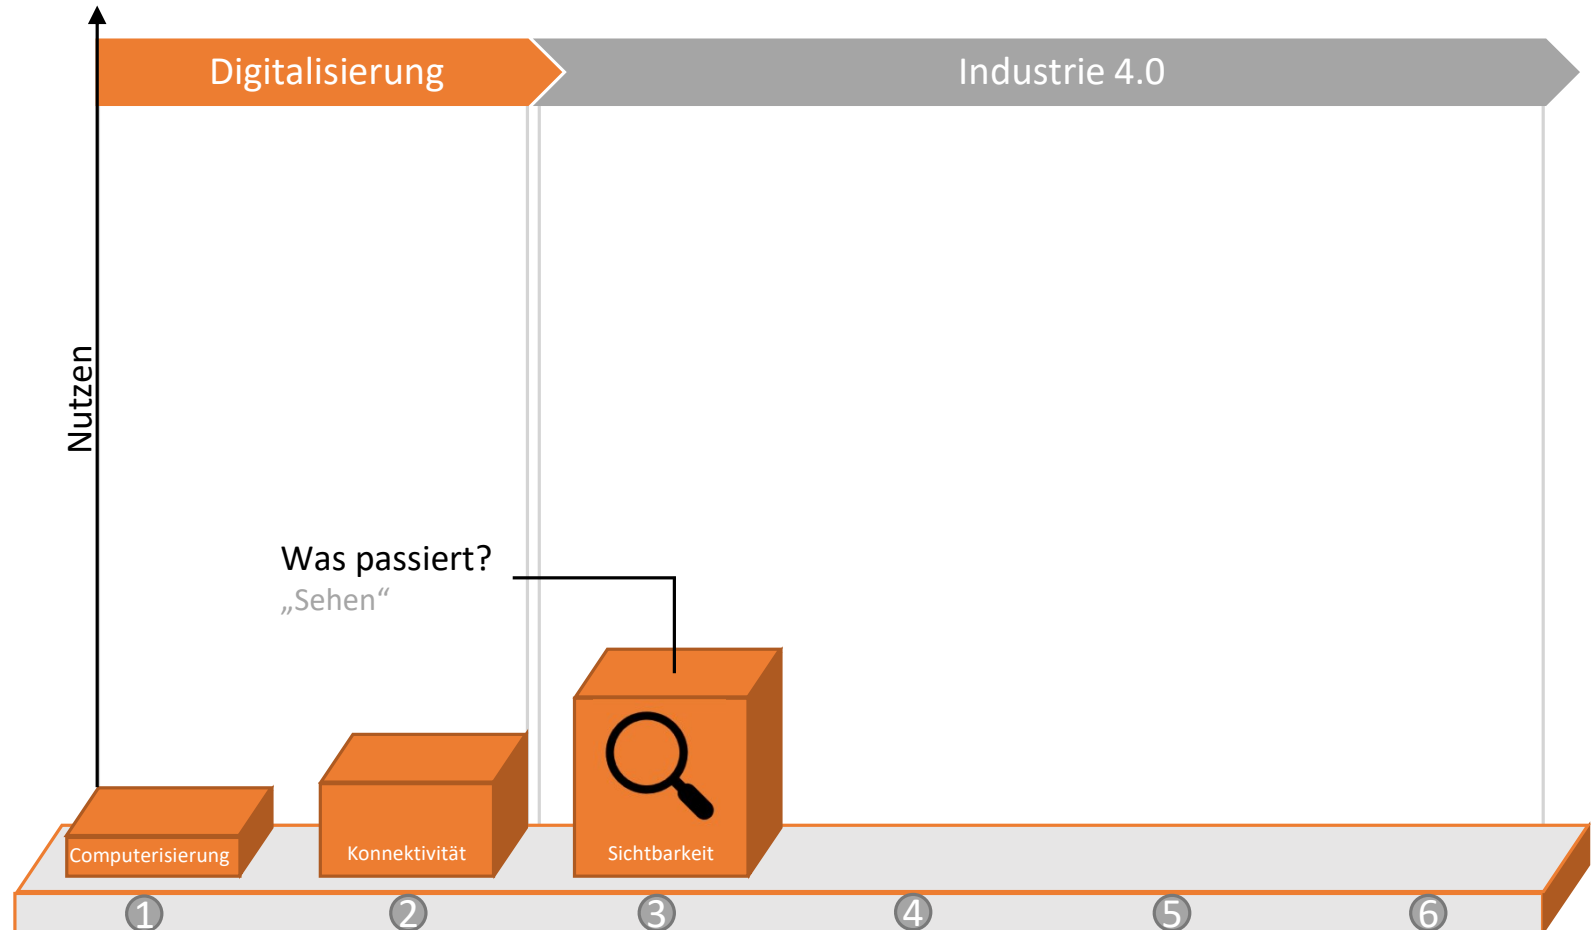 Digitalisierung
Industrie 4.0
Nutzen
Was passiert?
„Sehen“
Computerisierung
Konnektivität
Sichtbarkeit
1
2
3
4
5
6